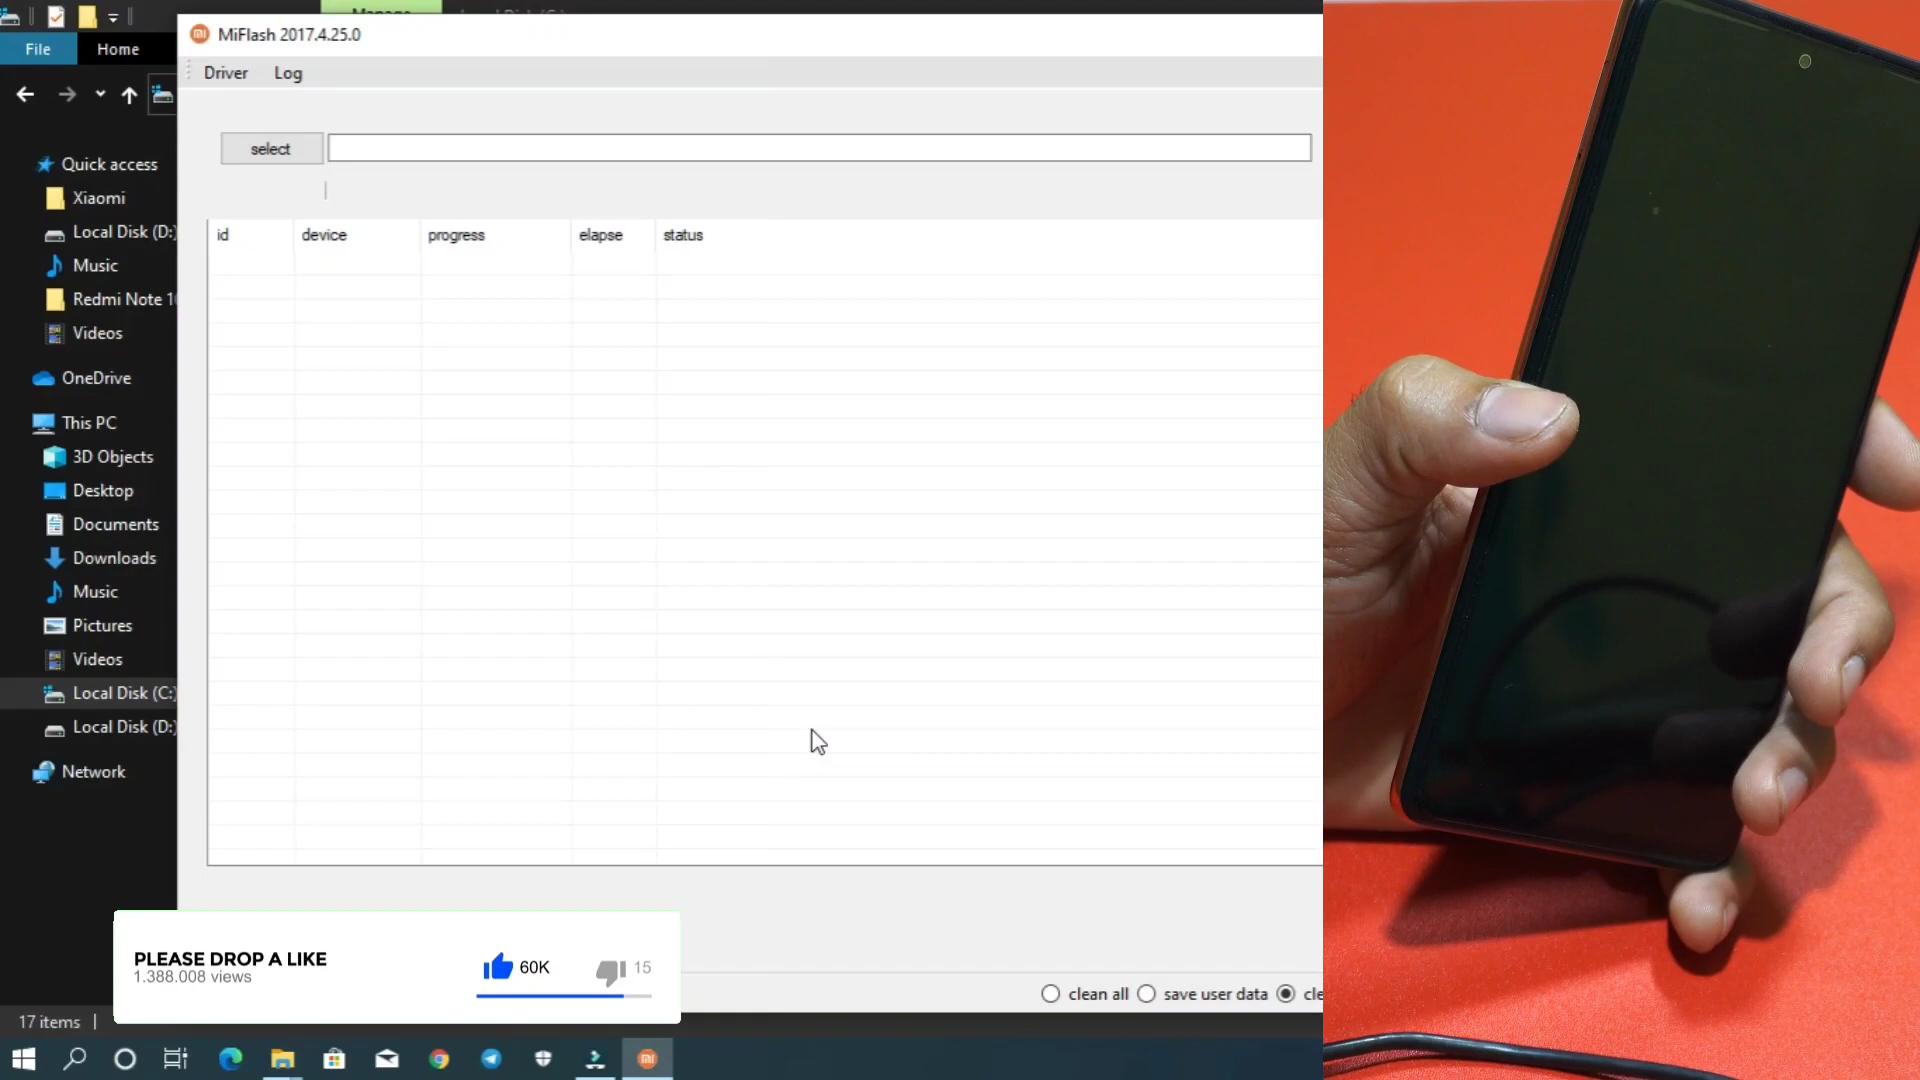 MiFlash 2017.4.25.0
File
Home
Driver Log
select
Quick access
Xiaomi
Local Disk (D:)
Music
Redmi Note 10
Videos
OneDrive
This PC
3D Objects
Desktop
Documents
Downloads
Music
Pictures
Videos
Local Disk (C:)
Local Disk (D:)
Network
id device progress elapse status
PLEASE DROP A LIKE
1.388.008 views
60K
15
clean all save user data
17 items